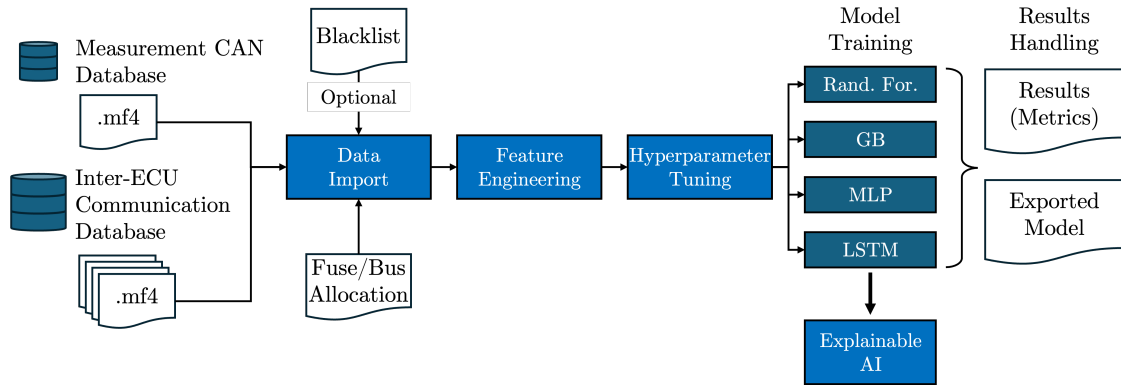 Measurement CAN
Database
.mf4
Inter-ECU
Communication
Database
.mf4
Blacklist
Optional
Data
Import
Fuse/Bus
Allocation
Feature
Engineering
Hyperparameter
Tuning
Model
Training
Rand. For.
GB
MLP
LSTM
Explainable
AI
Results
Handling
Results
(Metrics)
Exported
Model